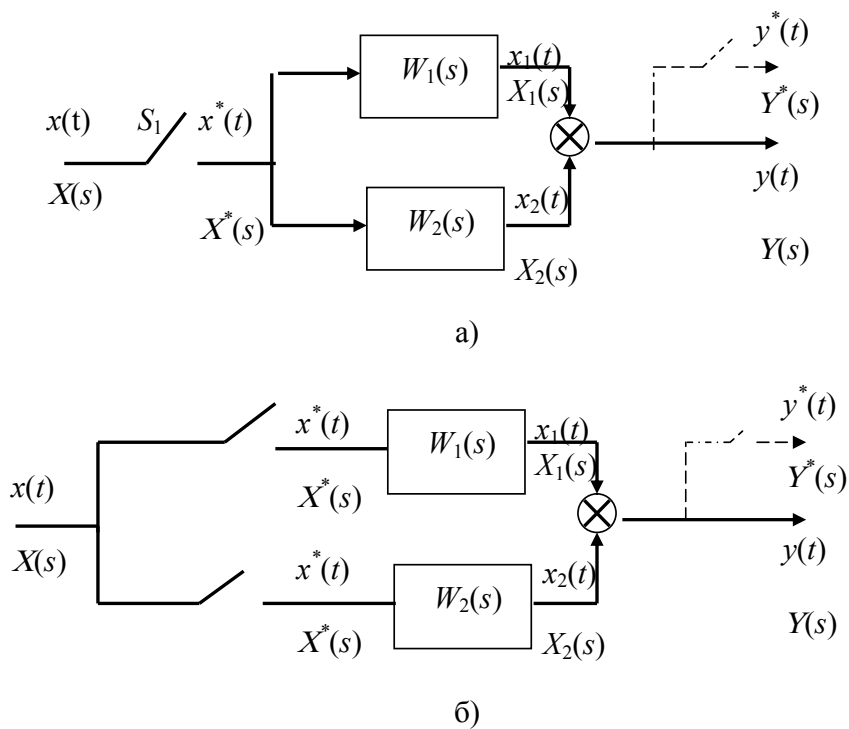 x(t) S₁ x*(t)
X(s) X*(s)
W₁(s) x₁(t)
X₁(s)
W₂(s) x₂(t)
X₂(s)
y*(t)
Y*(s)
y(t)
Y(s)
а)
x(t)
X(s)
x*(t) W₁(s) x₁(t)
X*(s) X₁(s)
x*(t) W₂(s) x₂(t)
X*(s) X₂(s)
y*(t)
Y*(s)
y(t)
Y(s)
б)